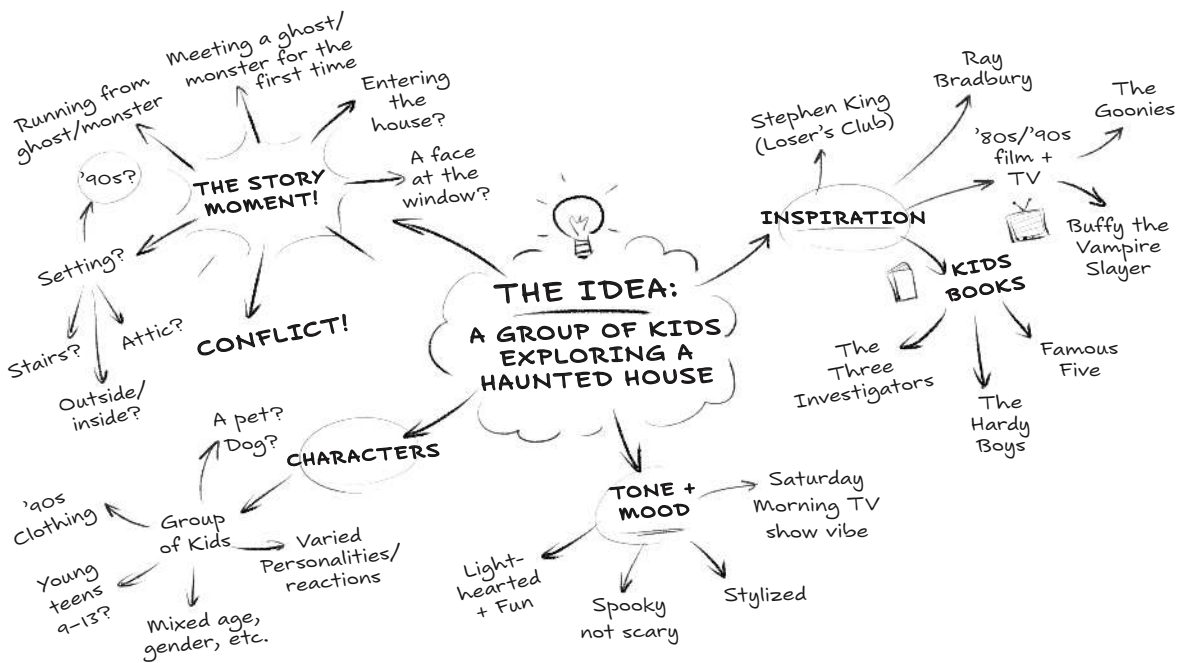 THE IDEA:
A GROUP OF KIDS
EXPLORING A
HAUNTED HOUSE
THE STORY
MOMENT!
Running from
ghost/monster
Meeting a ghost/
monster for the
first time
Entering
the
house?
A face
at the
window?
CONFLICT!
Setting?
'90s?
Stairs?
Outside/
inside?
Attic?
INSPIRATION
Stephen King
(Loser's Club)
Ray
Bradbury
'80s/'90s
film +
TV
The
Goonies
Buffy the
Vampire
Slayer
KIDS
BOOKS
The
Three
Investigators
The
Hardy
Boys
Famous
Five
CHARACTERS
Group
of Kids
A pet?
Dog?
'90s
Clothing
Young
teens
9–13?
Mixed age,
gender, etc.
Varied
Personalities/
reactions
TONE +
MOOD
Light-
hearted
+ Fun
Spooky
not scary
Stylized
Saturday
Morning TV
show vibe